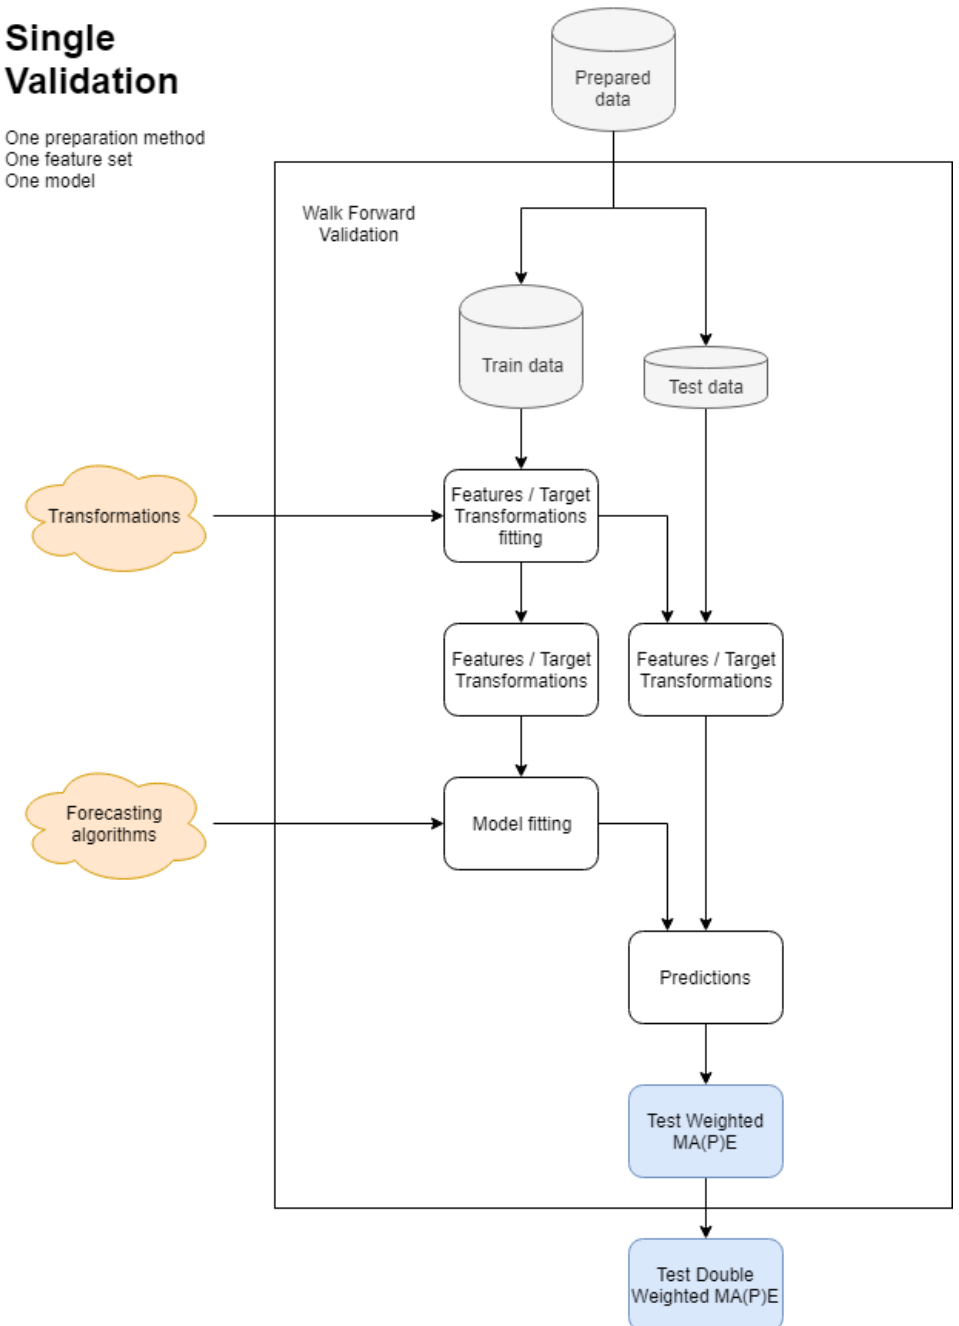 Single
Validation
One preparation method
One feature set
One model
Prepared
data
Walk Forward
Validation
Train data
Test data
Transformations
Features / Target
Transformations
fitting
Features / Target
Transformations
Features / Target
Transformations
Forecasting
algorithms
Model fitting
Predictions
Test Weighted
MA(P)E
Test Double
Weighted MA(P)E